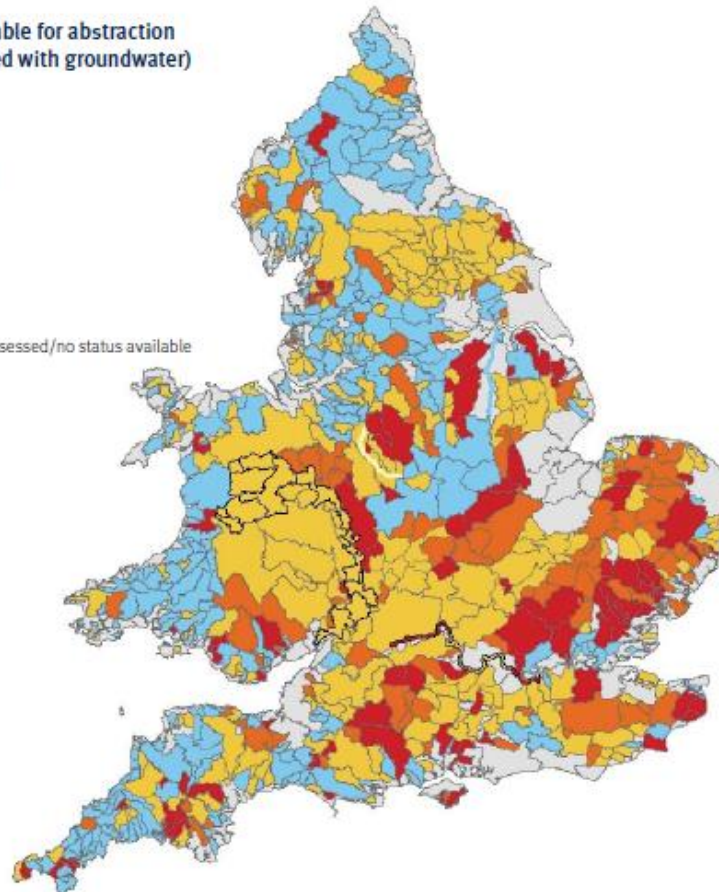 ble for abstraction
ed with groundwater)
sessed/no status available